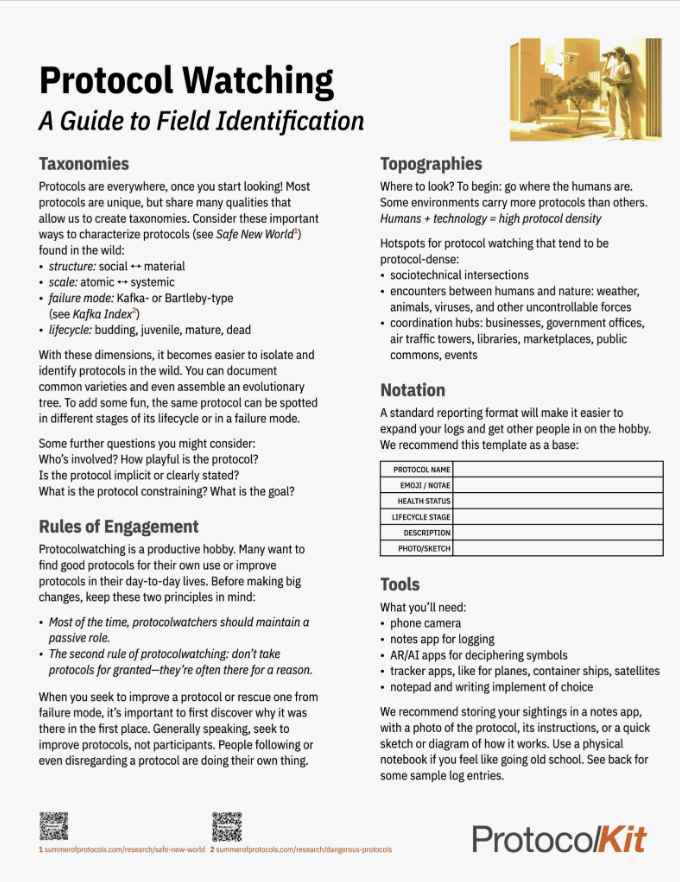 Protocol Watching
A Guide to Field Identification
Taxonomies
Protocols are everywhere, once you start looking! Most
protocols are unique, but share many qualities that
allow us to create taxonomies. Consider these important
ways to characterize protocols (see Safe New World¹)
found in the wild:
• structure: social ↔ material
• scale: atomic ↔ systemic
• failure mode: Kafka- or Bartleby-type
(see Kafka Index²)
• lifecycle: budding, juvenile, mature, dead
With these dimensions, it becomes easier to isolate and
identify protocols in the wild. You can document
common varieties and even assemble an evolutionary
tree. To add some fun, the same protocol can be spotted
in different stages of its lifecycle or in a failure mode.
Some further questions you might consider:
Who's involved? How playful is the protocol?
Is the protocol implicit or clearly stated?
What is the protocol constraining? What is the goal?
Rules of Engagement
Protocolwatching is a productive hobby. Many want to
find good protocols for their own use or improve
protocols in their day-to-day lives. Before making big
changes, keep these two principles in mind:
• Most of the time, protocolwatchers should maintain a
passive role.
• The second rule of protocolwatching: don't take
protocols for granted—they're often there for a reason.
When you seek to improve a protocol or rescue one from
failure mode, it's important to first discover why it was
there in the first place. Generally speaking, seek to
improve protocols, not participants. People following or
even disregarding a protocol are doing their own thing.
Topographies
Where to look? To begin: go where the humans are.
Some environments carry more protocols than others.
Humans + technology = high protocol density
Hotspots for protocol watching that tend to be
protocol-dense:
• sociotechnical intersections
• encounters between humans and nature: weather,
animals, viruses, and other uncontrollable forces
• coordination hubs: businesses, government offices,
air traffic towers, libraries, marketplaces, public
commons, events
Notation
A standard reporting format will make it easier to
expand your logs and get other people in on the hobby.
We recommend this template as a base:
PROTOCOL NAME
EMOJI / NOTAE
HEALTH STATUS
LIFECYCLE STAGE
DESCRIPTION
PHOTO/SKETCH
Tools
What you'll need:
• phone camera
• notes app for logging
• AR/AI apps for deciphering symbols
• tracker apps, like for planes, container ships, satellites
• notepad and writing implement of choice
We recommend storing your sightings in a notes app,
with a photo of the protocol, its instructions, or a quick
sketch or diagram of how it works. Use a physical
notebook if you feel like going old school. See back for
some sample log entries.
1 summerofprotocols.com/research/safe-new-world 2 summerofprotocols.com/research/dangerous-protocols
ProtocolKit